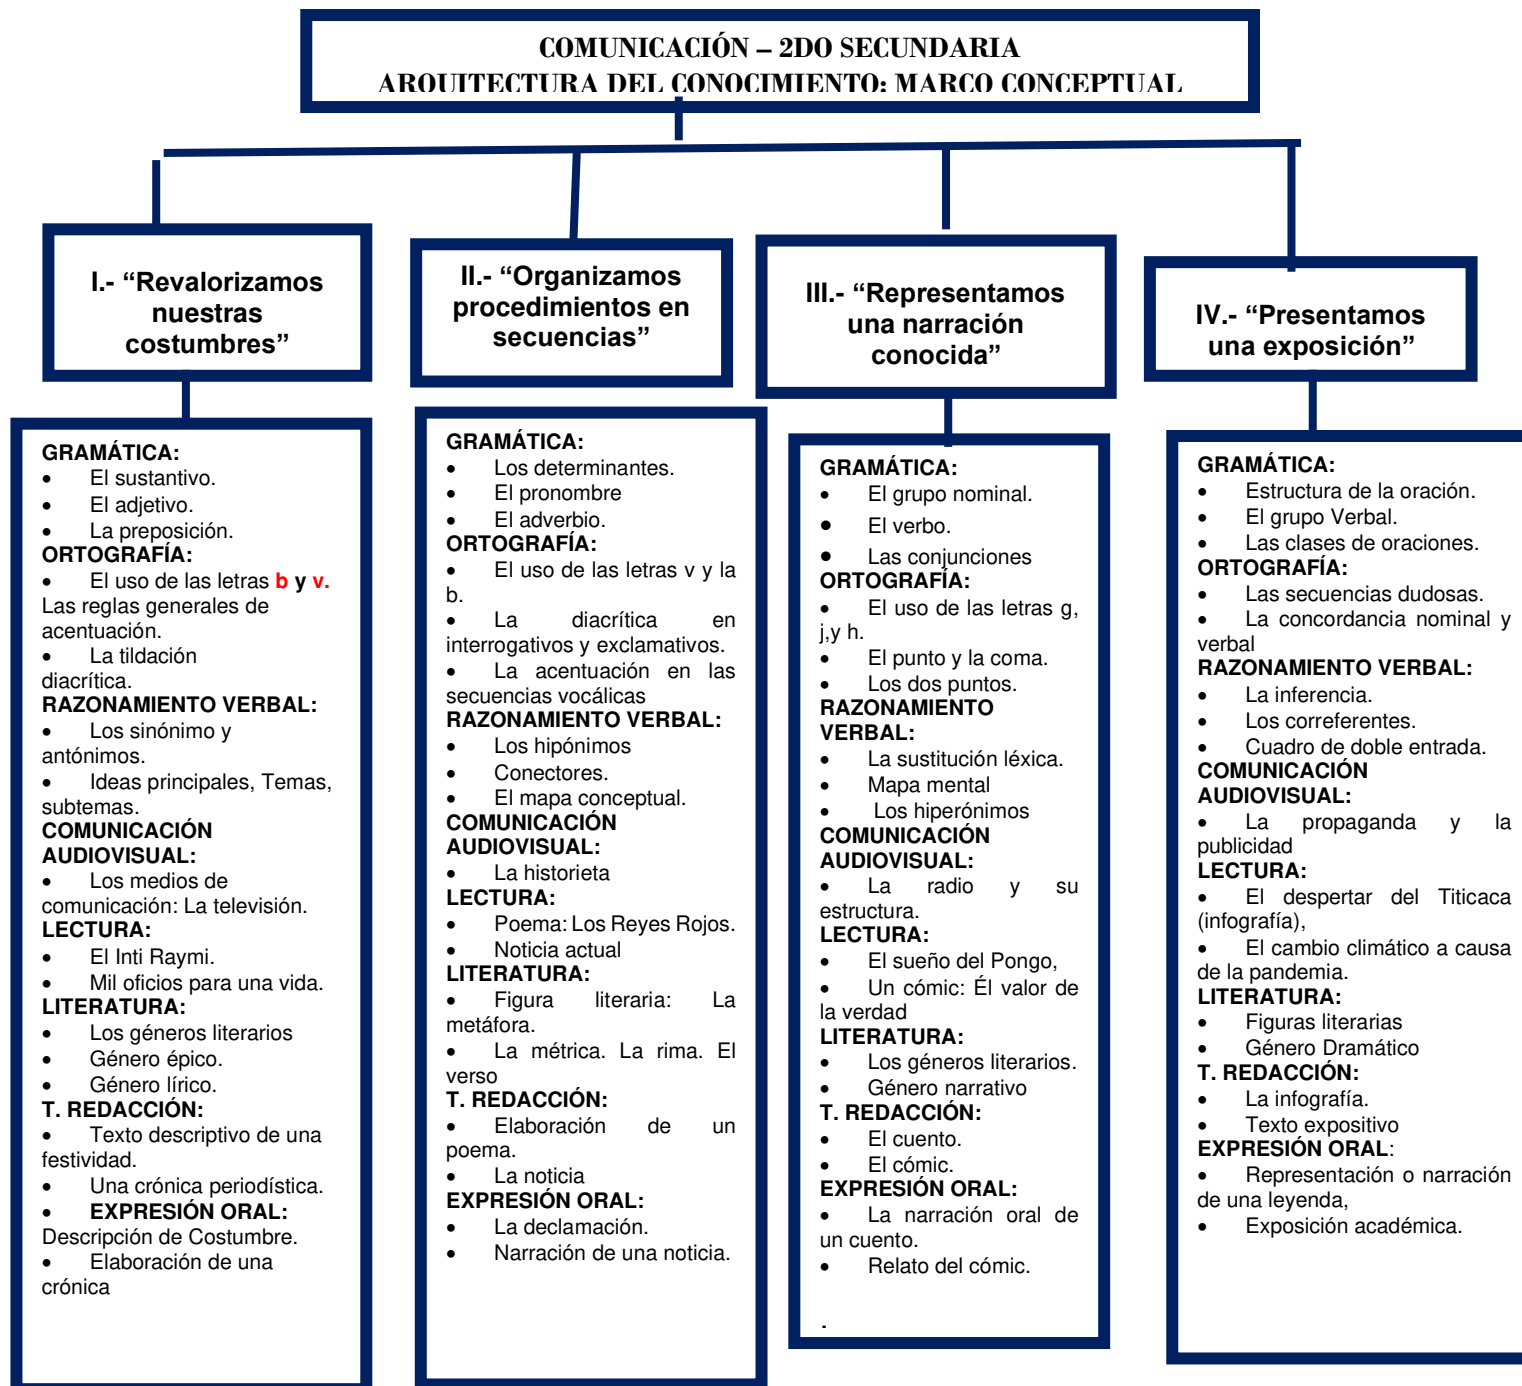 COMUNICACIÓN – 2DO SECUNDARIA
ARQUITECTURA DEL CONOCIMIENTO: MARCO CONCEPTUAL
I.- “Revalorizamos
nuestras
costumbres”
GRAMÁTICA:
• El sustantivo.
• El adjetivo.
• La preposición.
ORTOGRAFÍA:
• El uso de las letras b y v.
Las reglas generales de
acentuación.
• La tildación
diacrítica.
RAZONAMIENTO VERBAL:
• Los sinónimo y
antónimos.
• Ideas principales, Temas,
subtemas.
COMUNICACIÓN
AUDIOVISUAL:
• Los medios de
comunicación: La televisión.
LECTURA:
• El Inti Raymi.
• Mil oficios para una vida.
LITERATURA:
• Los géneros literarios
• Género épico.
• Género lírico.
T. REDACCIÓN:
• Texto descriptivo de una
festividad.
• Una crónica periodística.
• EXPRESIÓN ORAL:
Descripción de Costumbre.
• Elaboración de una
crónica
II.- “Organizamos
procedimientos en
secuencias”
GRAMÁTICA:
• Los determinantes.
• El pronombre
• El adverbio.
ORTOGRAFÍA:
• El uso de las letras v y la
b.
• La diacrítica en
interrogativos y exclamativos.
• La acentuación en las
secuencias vocálicas
RAZONAMIENTO VERBAL:
• Los hipónimos
• Conectores.
• El mapa conceptual.
COMUNICACIÓN
AUDIOVISUAL:
• La historieta
LECTURA:
• Poema: Los Reyes Rojos.
• Noticia actual
LITERATURA:
• Figura literaria: La
metáfora.
• La métrica. La rima. El
verso
T. REDACCIÓN:
• Elaboración de un
poema.
• La noticia
EXPRESIÓN ORAL:
• La declamación.
• Narración de una noticia.
III.- “Representamos
una narración
conocida”
GRAMÁTICA:
• El grupo nominal.
• El verbo.
• Las conjunciones
ORTOGRAFÍA:
• El uso de las letras g,
j,y h.
• El punto y la coma.
• Los dos puntos.
RAZONAMIENTO
VERBAL:
• La sustitución léxica.
• Mapa mental
• Los hiperónimos
COMUNICACIÓN
AUDIOVISUAL:
• La radio y su
estructura.
LECTURA:
• El sueño del Pongo,
• Un cómic: Él valor de
la verdad
LITERATURA:
• Los géneros literarios.
• Género narrativo
T. REDACCIÓN:
• El cuento.
• El cómic.
EXPRESIÓN ORAL:
• La narración oral de
un cuento.
• Relato del cómic.
.
IV.- “Presentamos
una exposición”
GRAMÁTICA:
• Estructura de la oración.
• El grupo Verbal.
• Las clases de oraciones.
ORTOGRAFÍA:
• Las secuencias dudosas.
• La concordancia nominal y
verbal
RAZONAMIENTO VERBAL:
• La inferencia.
• Los correferentes.
• Cuadro de doble entrada.
COMUNICACIÓN
AUDIOVISUAL:
• La propaganda y la
publicidad
LECTURA:
• El despertar del Titicaca
(infografía),
• El cambio climático a causa
de la pandemia.
LITERATURA:
• Figuras literarias
• Género Dramático
T. REDACCIÓN:
• La infografía.
• Texto expositivo
EXPRESIÓN ORAL:
• Representación o narración
de una leyenda,
• Exposición académica.